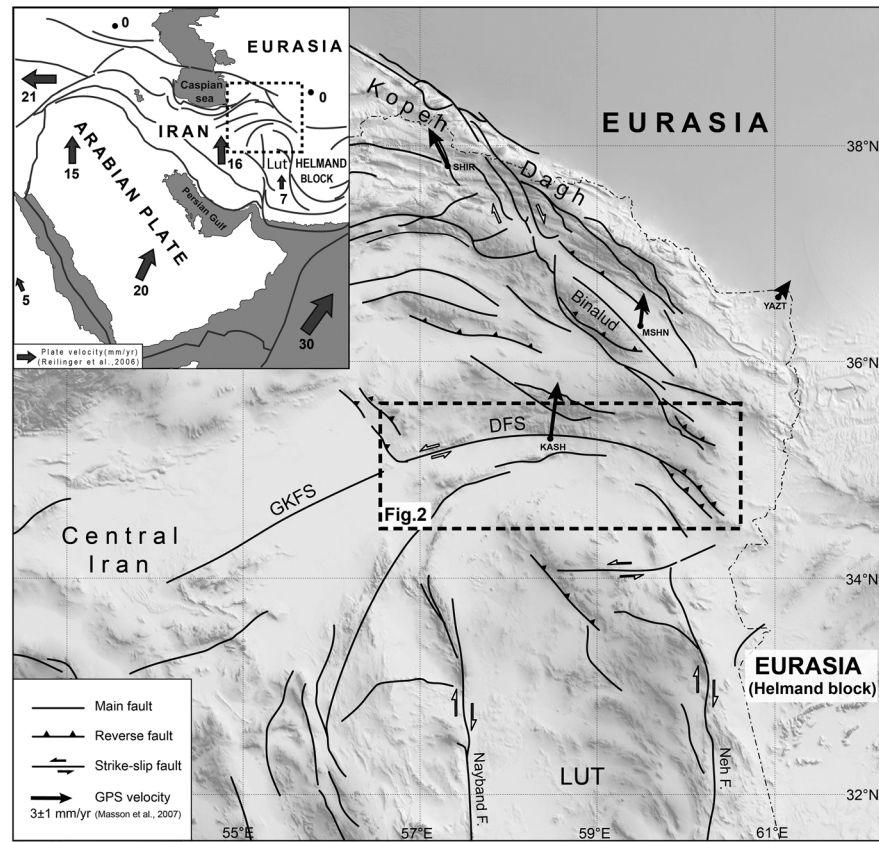 0
EURASIA
Caspian
sea
0
21
IRAN
16
Lut
HELMAND
BLOCK
7
15
ARABIAN PLATE
Persian Gulf
20
5
30
Plate velocity(mm/yr)
(Reilinger et al.,2006)
Kopeh
Dagh
EURASIA
38°N
SHIR
YAZT
Binalud
MSHN
36°N
DFS
KASH
GKFS
Fig.2
Central
Iran
34°N
EURASIA
(Helmand block)
Main fault
Reverse fault
Strike-slip fault
GPS velocity
3±1 mm/yr (Masson et al., 2007)
Nayband F.
LUT
Neh F.
32°N
55°E
57°E
59°E
61°E